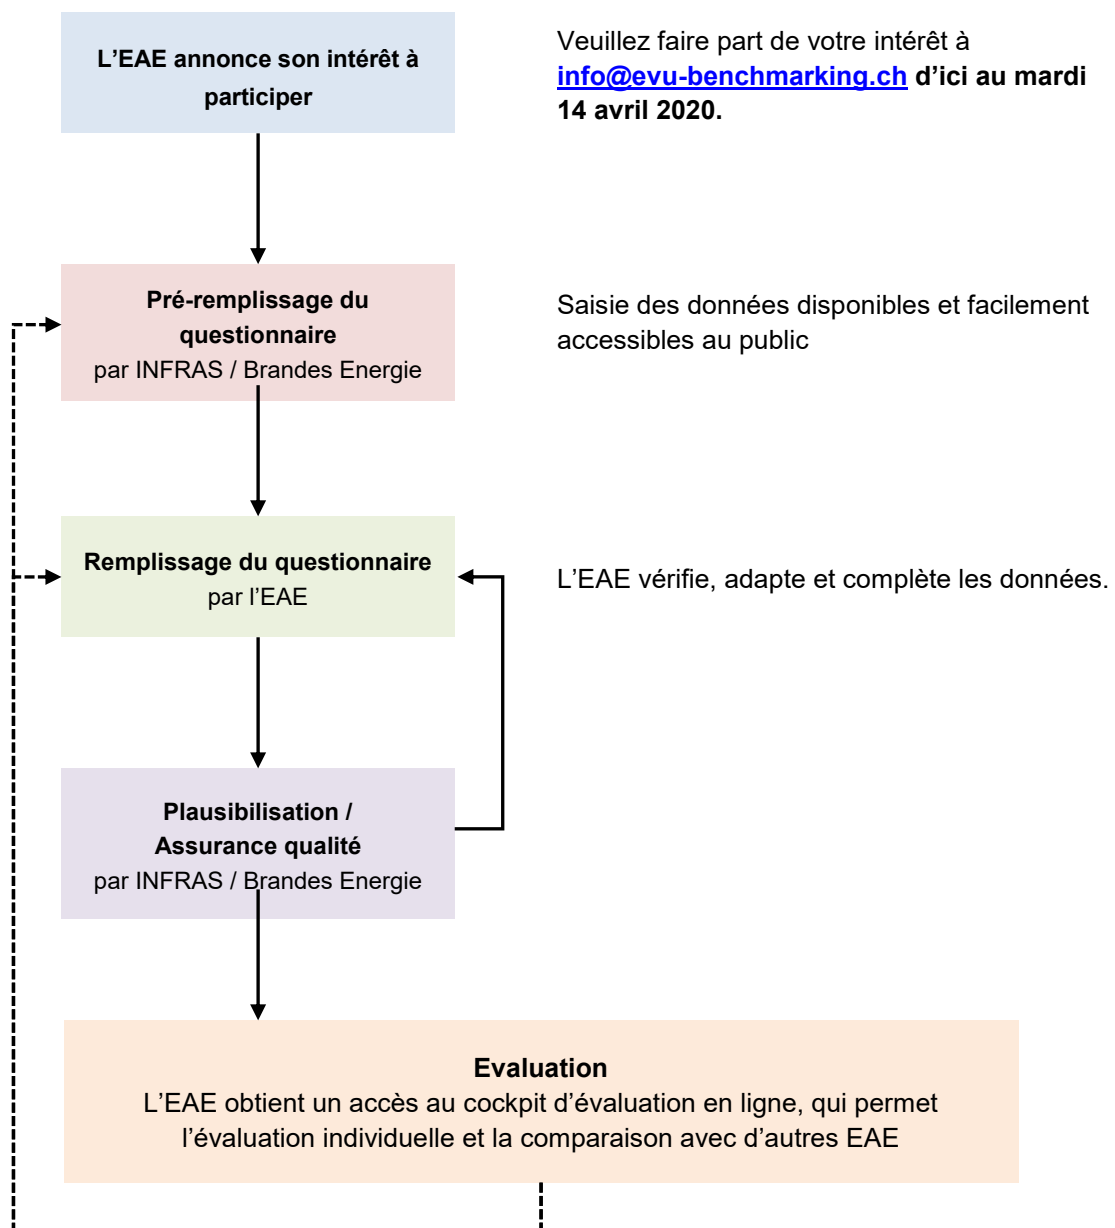 L'EAE annonce son intérêt à
participer
Veuillez faire part de votre intérêt à
info@evu-benchmarking.ch d'ici au mardi
14 avril 2020.
Pré-remplissage du
questionnaire
par INFRAS / Brandes Energie
Saisie des données disponibles et facilement
accessibles au public
Remplissage du questionnaire
par l'EAE
L'EAE vérifie, adapte et complète les données.
Plausibilisation /
Assurance qualité
par INFRAS / Brandes Energie
Evaluation
L'EAE obtient un accès au cockpit d'évaluation en ligne, qui permet
l'évaluation individuelle et la comparaison avec d'autres EAE